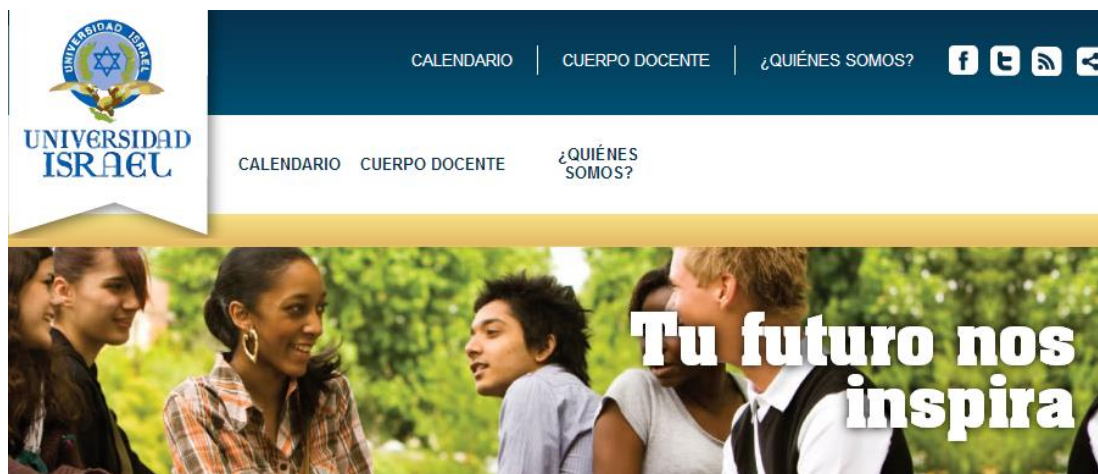 UNIVERSIDAD ISRAEL
UNIVERSIDAD
ISRAEL
CALENDARIO
CUERPO DOCENTE
¿QUIÉNES SOMOS?
CALENDARIO
CUERPO DOCENTE
¿QUIÉNES
SOMOS?
Tu futuro nos
inspira